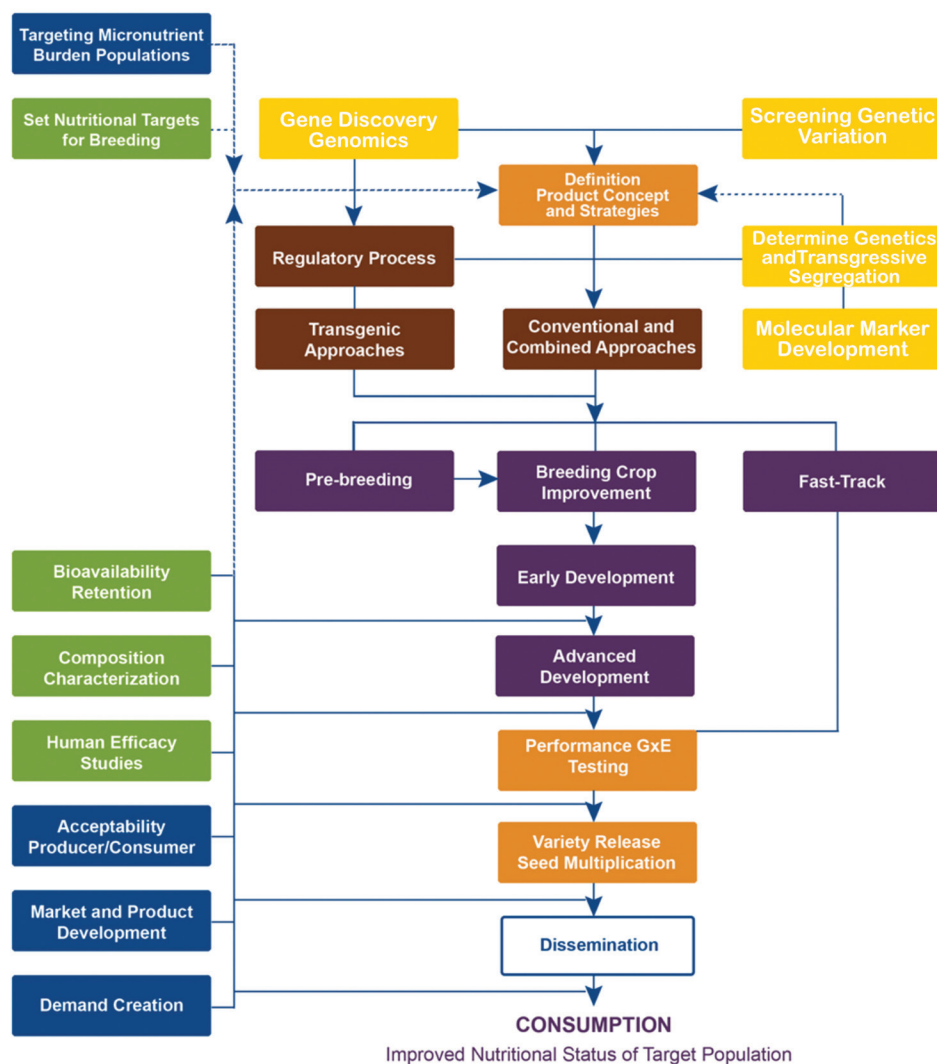 Targeting Micronutrient
Burden Populations
Set Nutritional Targets
for Breeding
Gene Discovery
Genomics
Screening Genetic
Variation
Definition
Product Concept
and Strategies
Regulatory Process
Determine Genetics
andTransgressive
Segregation
Transgenic
Approaches
Conventional and
Combined Approaches
Molecular Marker
Development
Pre-breeding
Breeding Crop
Improvement
Fast-Track
Bioavailability
Retention
Early Development
Composition
Characterization
Advanced
Development
Human Efficacy
Studies
Performance GxE
Testing
Acceptability
Producer/Consumer
Variety Release
Seed Multiplication
Market and Product
Development
Dissemination
Demand Creation
CONSUMPTION
Improved Nutritional Status of Target Population